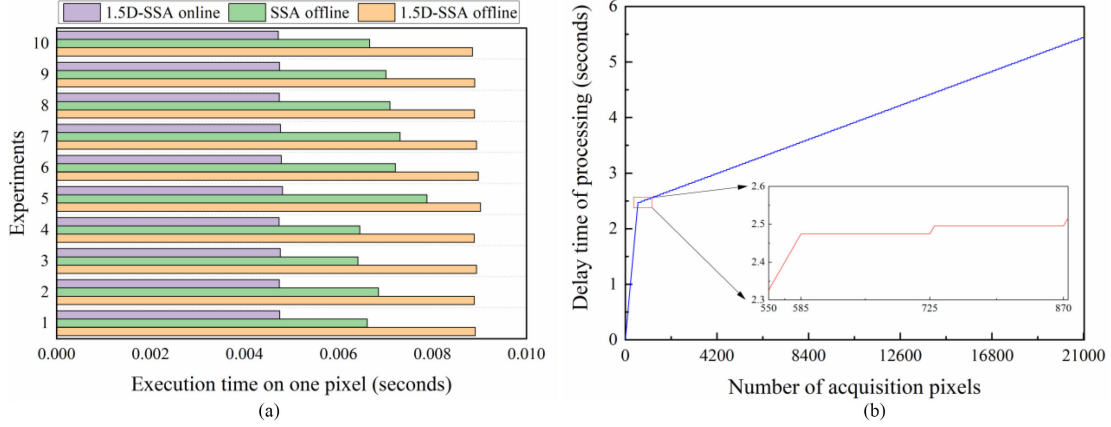 1.5D-SSA online SSA offline 1.5D-SSA offline
10
9
8
7
6
5
4
3
2
1
Experiments
0.000 0.002 0.004 0.006 0.008 0.010
Execution time on one pixel (seconds)
(a)
6
5
4
3
2
1
0
Delay time of processing (seconds)
2.6
2.5
2.4
2.3
550 585 725 870
0 4200 8400 12600 16800 21000
Number of acquisition pixels
(b)